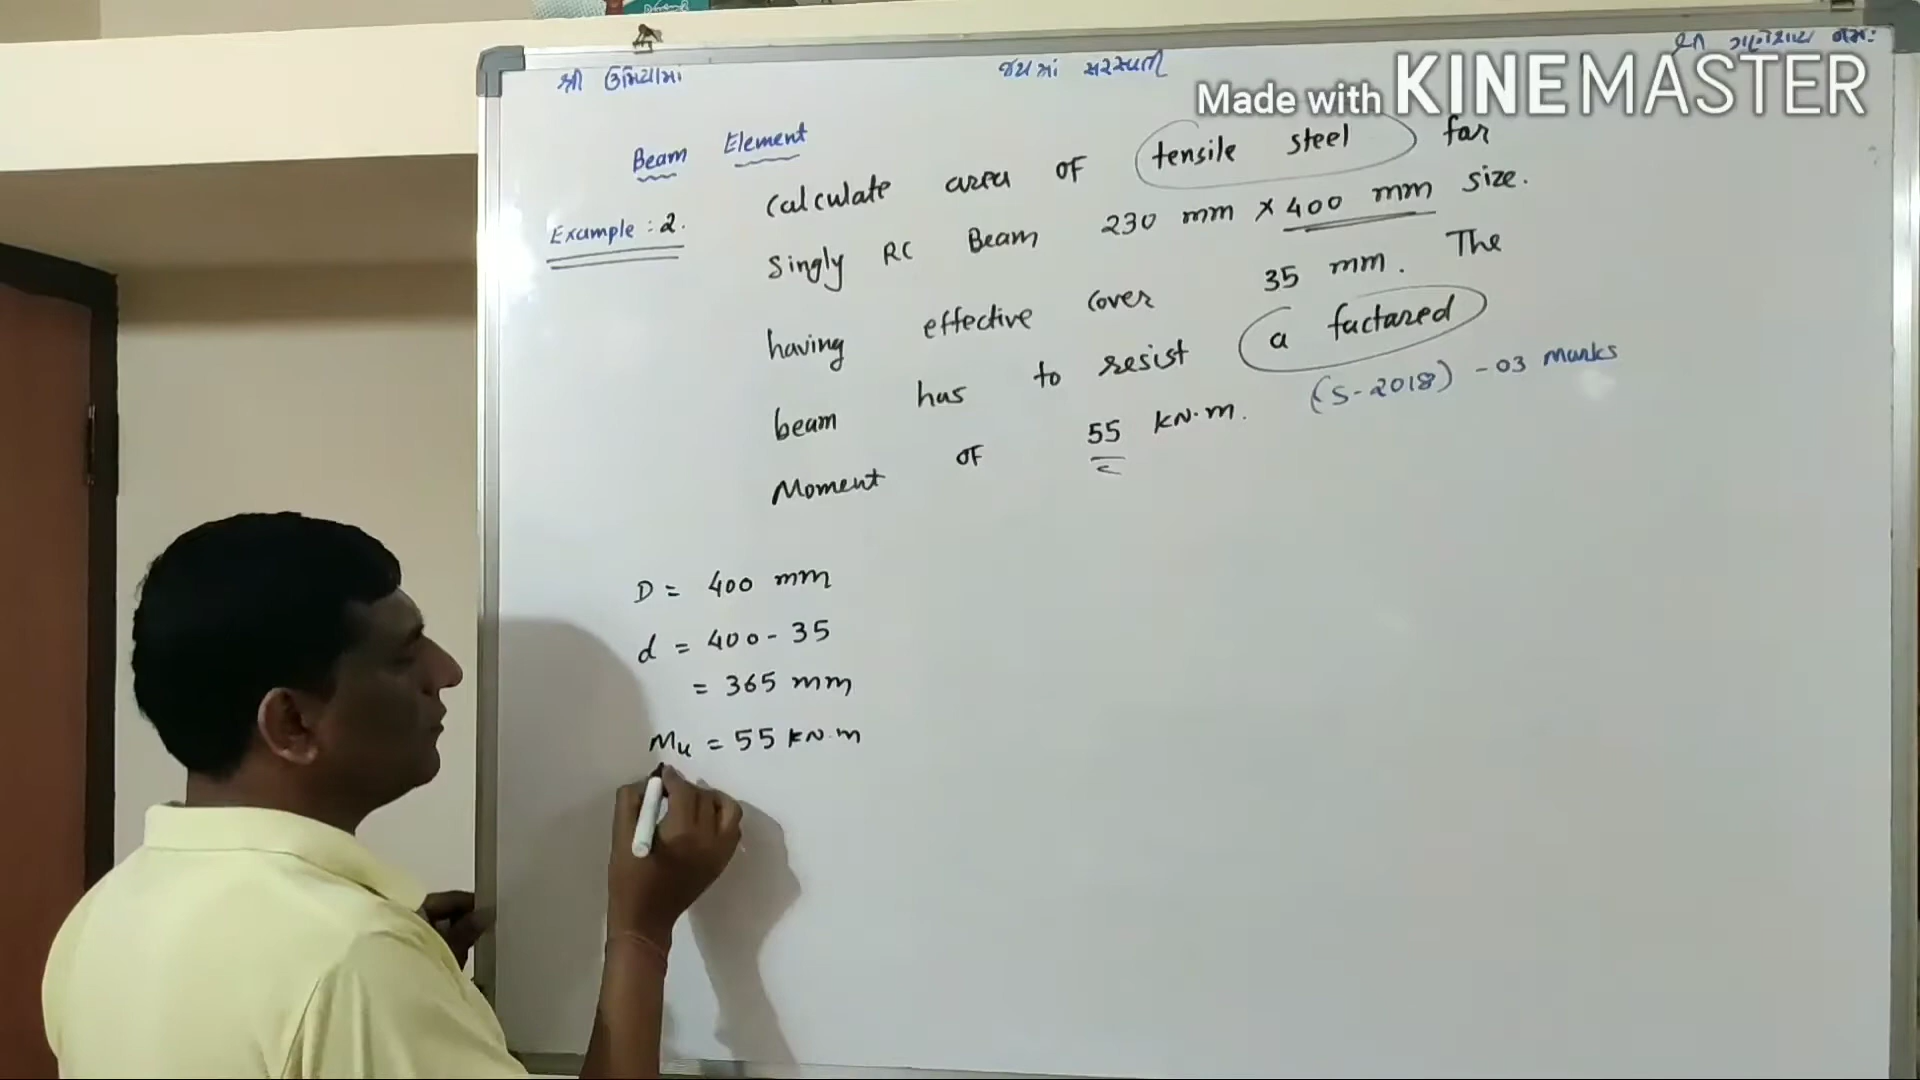 શ્રી ઉમિયામાં
જય માં સરસ્વતી
શ્રી ગણેશાય નમ:
Made with KINEMASTER
Beam Element
Example : 2.
Calculate area of tensile steel for
Singly RC Beam 230 mm × 400 mm size.
having effective cover 35 mm. The
beam has to resist a factored
Moment of 55 kN.m. (S-2018) - 03 marks
D = 400 mm
d = 400 - 35
= 365 mm
Mu = 55 kN.m